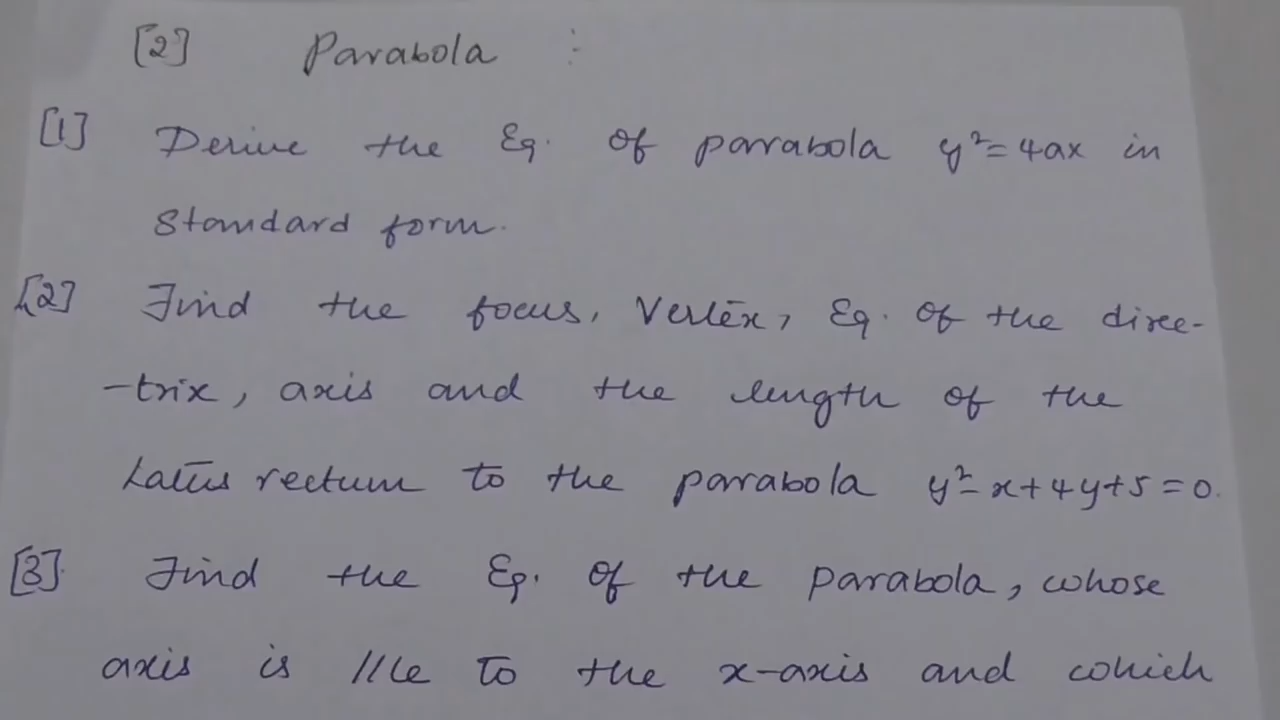 [2] Parabola :
[1] Derive the Eq. of parabola y²=4ax in
Standard form.
[2] Find the focus, Vertex, Eq. of the direc-
-trix, axis and the length of the
Latus rectum to the parabola y²-x+4y+5=0.
[3]. Find the Eq. of the parabola, whose
axis is //le to the x-axis and which